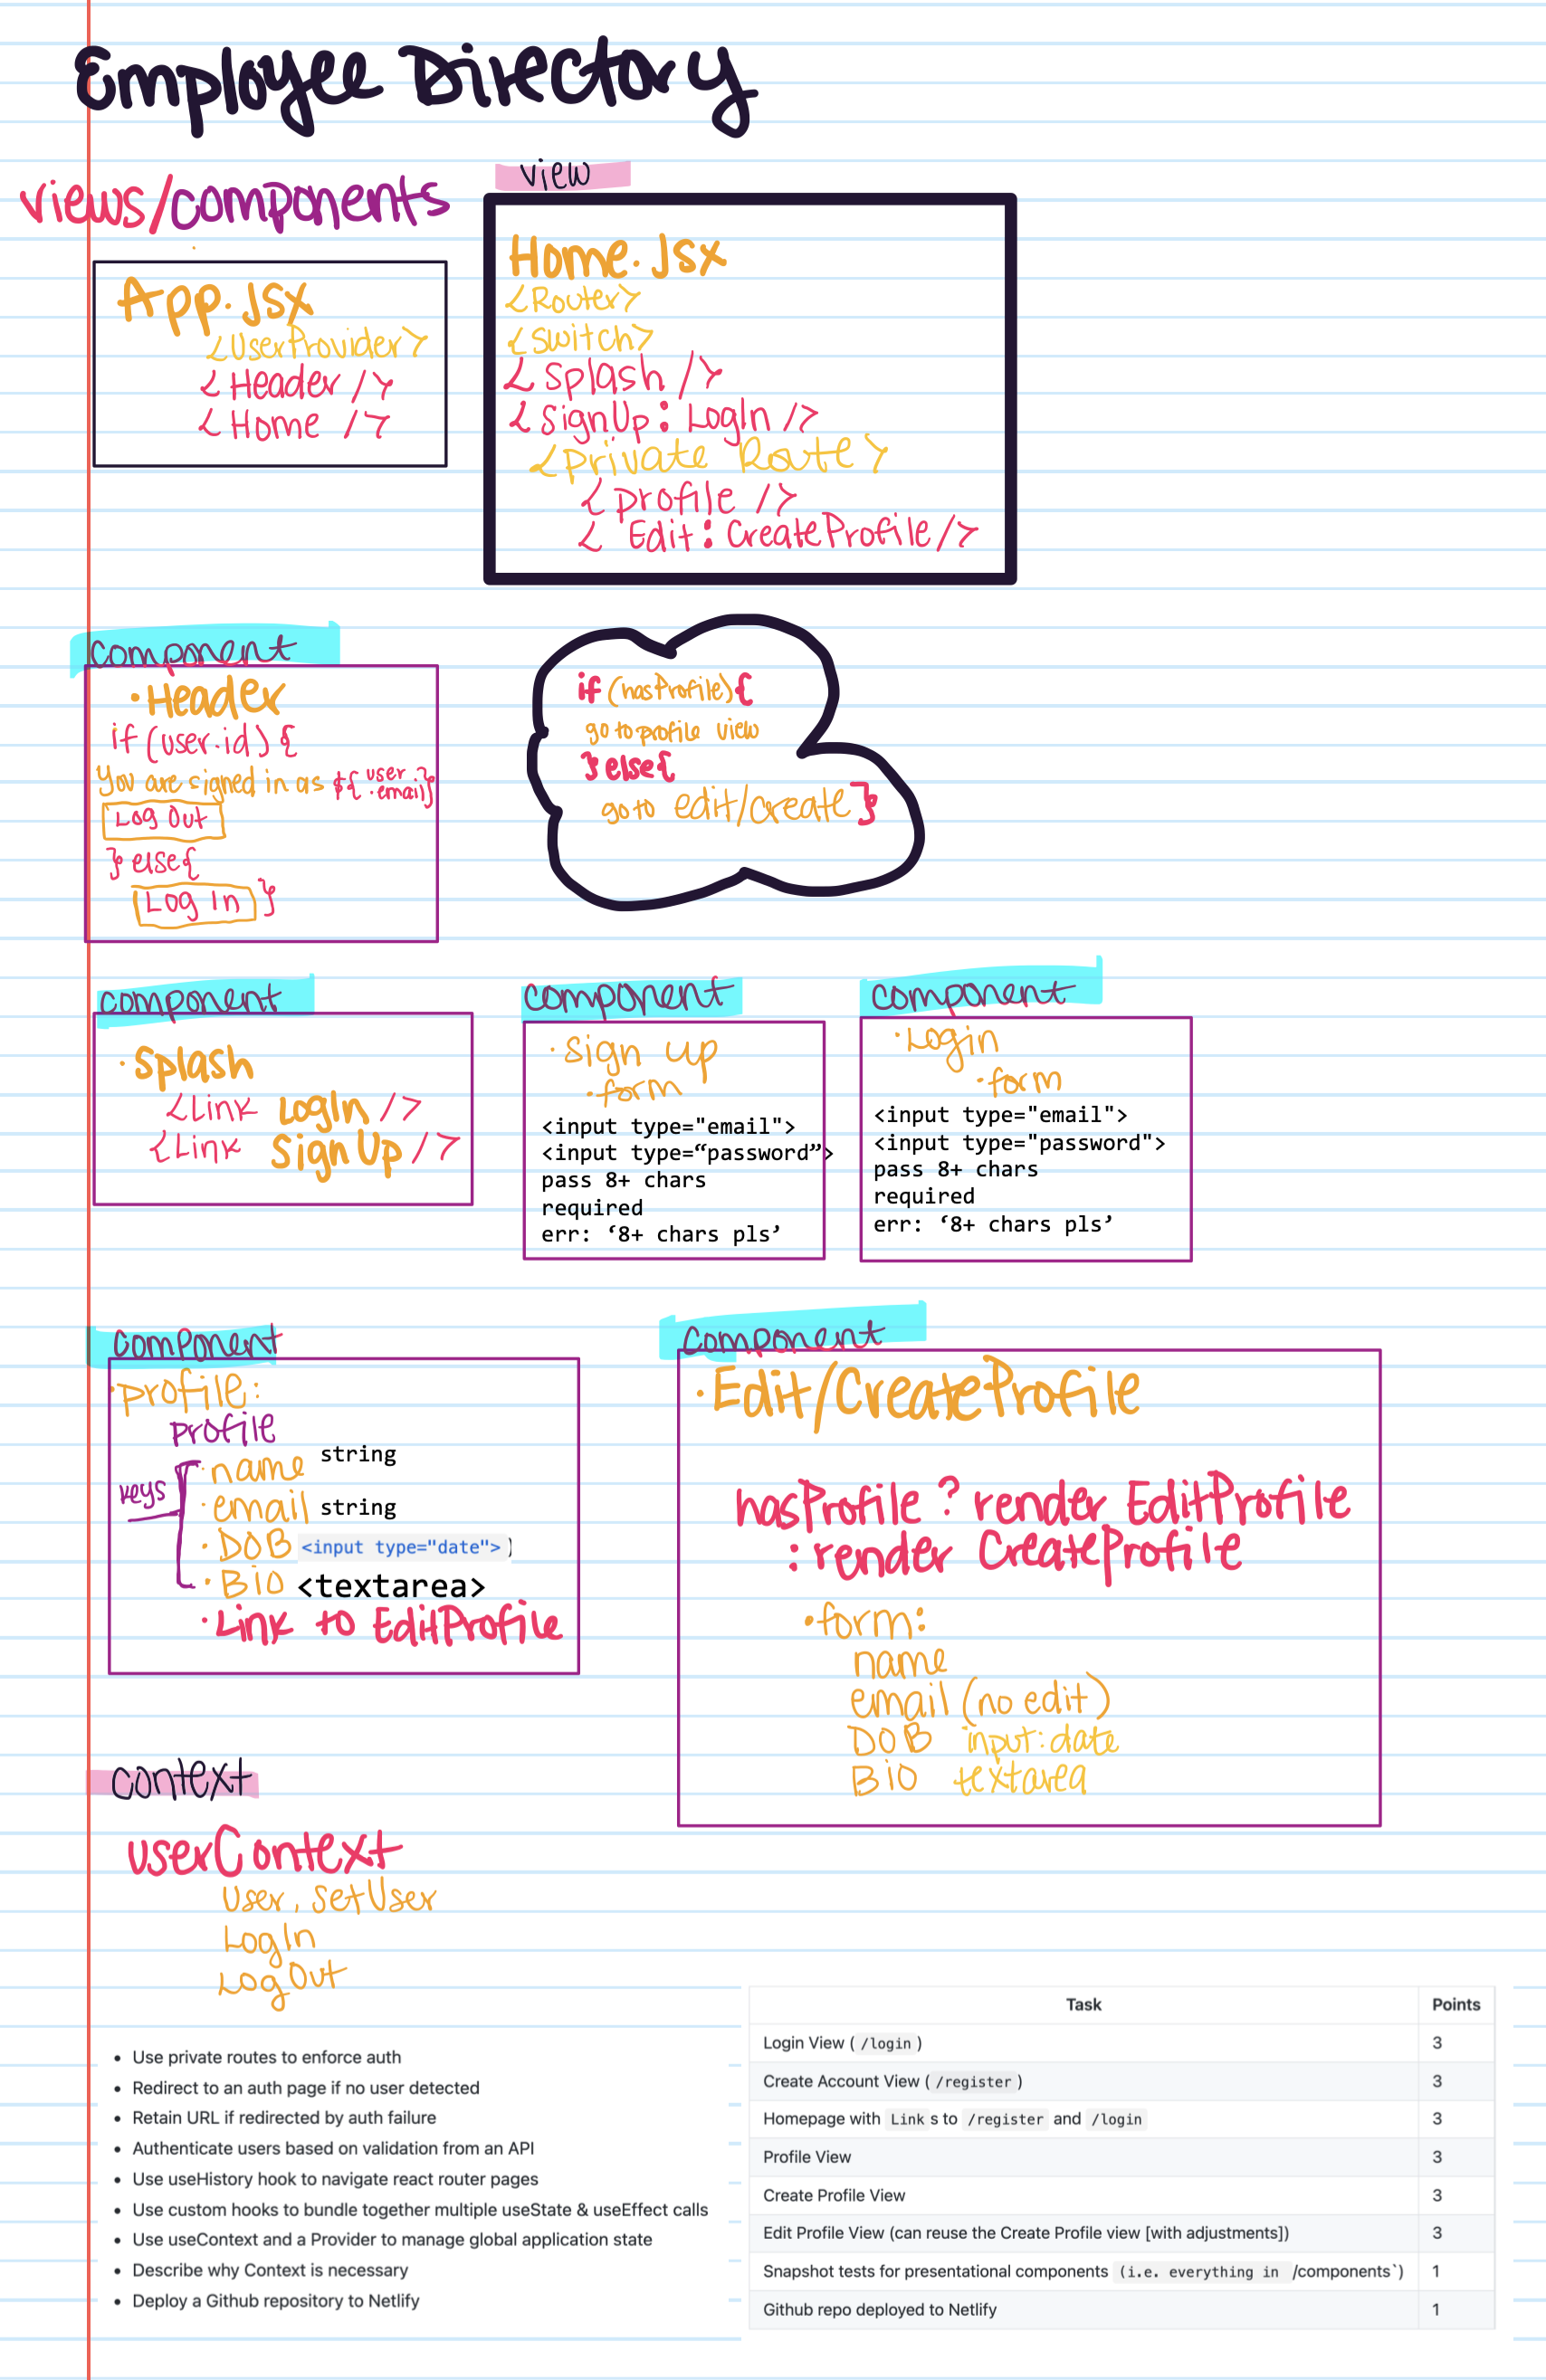 Employee Directory
views/components
App.jsx
<UserProvider>
<Header />
<Home />
view
Home.jsx
<Router>
<Switch>
<Splash />
<SignUp: LogIn />
<private Route>
<profile />
< Edit: CreateProfile/>
component
· Header
if (user.id) {
You are signed in as ${user.email}
Log Out
} else {
Log In }
if (hasProfile) {
go to profile view
} else {
go to edit/create }
component
· Splash
<Link LogIn />
<Link SignUp />
component
· Sign up
· form
<input type="email">
<input type=“password”>
pass 8+ chars
required
err: ‘8+ chars pls’
component
· Login
· form
<input type="email">
<input type="password">
pass 8+ chars
required
err: ‘8+ chars pls’
component
· profile:
profile
keys
· name string
· email string
· DOB <input type="date"> )
· Bio <textarea>
· Link to EditProfile
component
· Edit/CreateProfile
hasProfile ? render EditProfile
: render CreateProfile
· form:
name
email (no edit)
DOB input: date
Bio textarea
context
userContext
User, SetUser
LogIn
LogOut
• Use private routes to enforce auth
• Redirect to an auth page if no user detected
• Retain URL if redirected by auth failure
• Authenticate users based on validation from an API
• Use useHistory hook to navigate react router pages
• Use custom hooks to bundle together multiple useState & useEffect calls
• Use useContext and a Provider to manage global application state
• Describe why Context is necessary
• Deploy a Github repository to Netlify
Task Points
Login View ( /login ) 3
Create Account View ( /register ) 3
Homepage with Link s to /register and /login 3
Profile View 3
Create Profile View 3
Edit Profile View (can reuse the Create Profile view [with adjustments]) 3
Snapshot tests for presentational components (i.e. everything in /components`) 1
Github repo deployed to Netlify 1